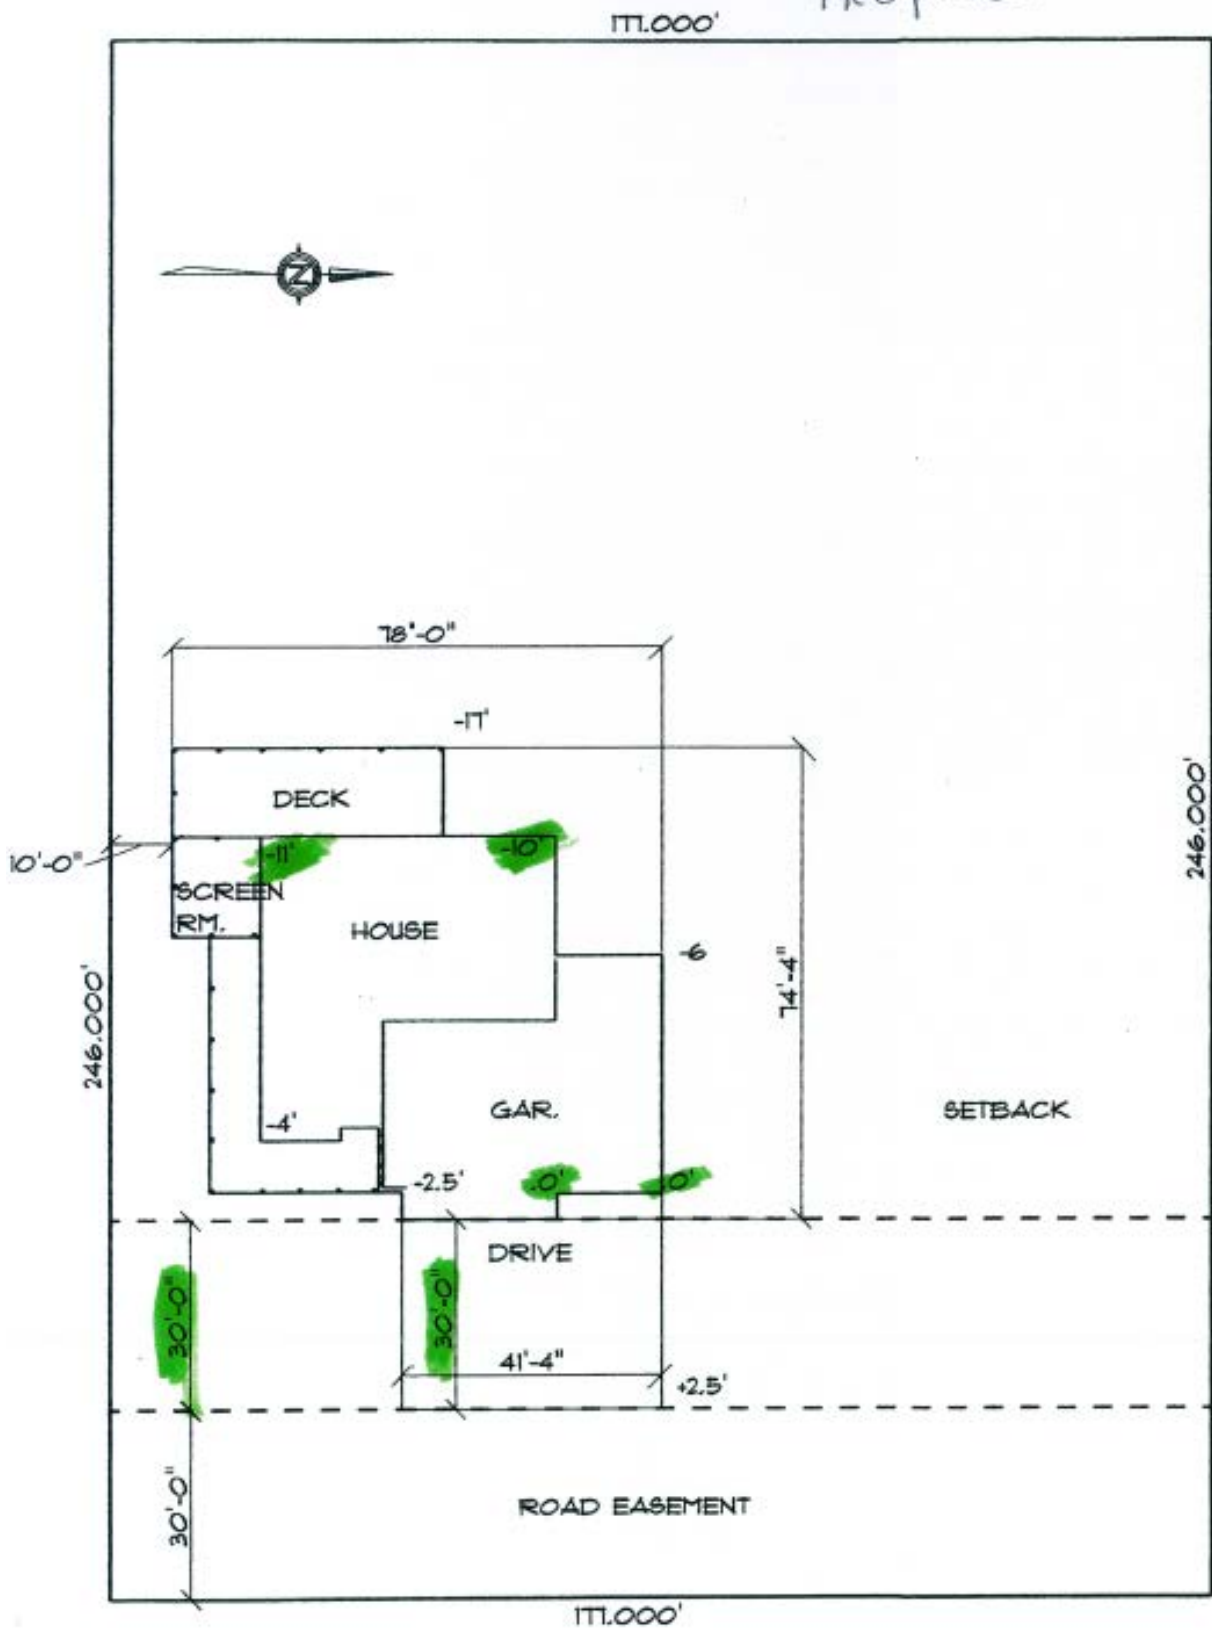 177.000'
N
78'-0"
-17'
DECK
10'-0"
-11'
-10'
SCREEN
RM.
HOUSE
-6
74'-4"
246.000'
246.000'
GAR.
SETBACK
-4'
-2.5'
-0'
-0'
DRIVE
30'-0"
30'-0"
41'-4"
+2.5'
30'-0"
ROAD EASEMENT
177.000'